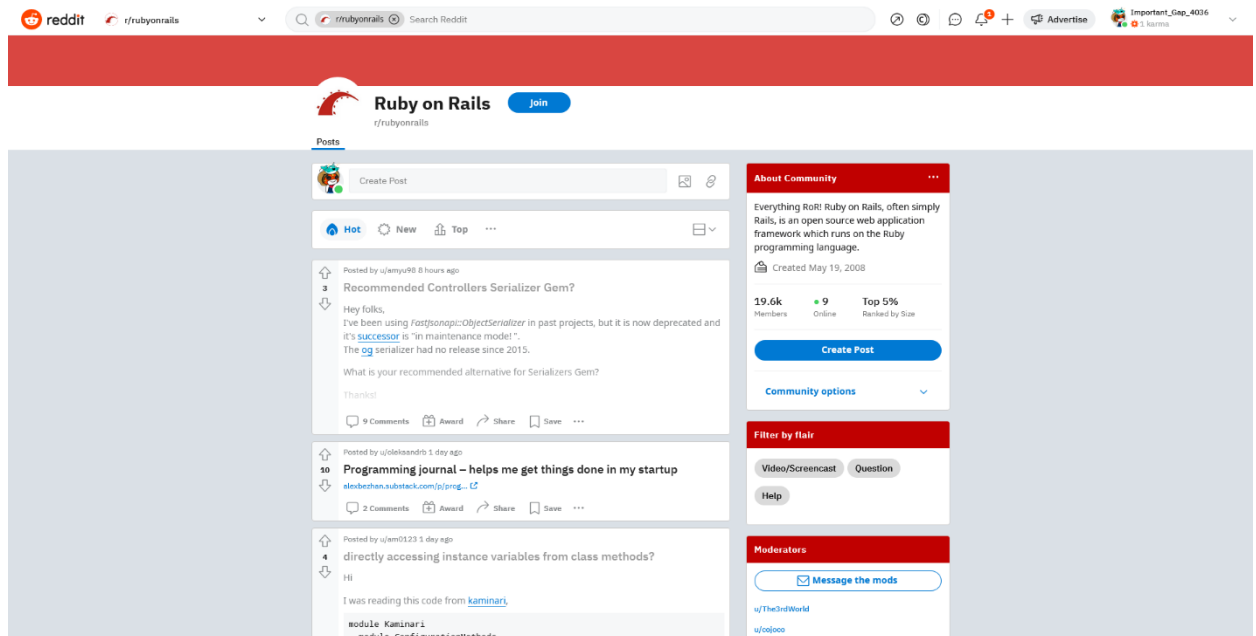 reddit
r/rubyonrails
r/rubyonrails
Search Reddit
1
Advertise
Important_Gap_4036
1 karma
Ruby on Rails
Join
r/rubyonrails
Posts
Create Post
Hot
New
Top
Posted by u/amyu98 8 hours ago
3
Recommended Controllers Serializer Gem?
Hey folks,
I've been using FastJsonapi::ObjectSerializer in past projects, but it is now deprecated and
it's successor is "in maintenance mode! ".
The og serializer had no release since 2015.
What is your recommended alternative for Serializers Gem?
Thanks!
9 Comments
Award
Share
Save
Posted by u/oleksandrb 1 day ago
10
Programming journal – helps me get things done in my startup
alexbezhan.substack.com/p/prog...
2 Comments
Award
Share
Save
Posted by u/am0123 1 day ago
4
directly accessing instance variables from class methods?
Hi
I was reading this code from kaminari,
module Kaminari
module ConfigurationMethods
About Community
Everything RoR! Ruby on Rails, often simply
Rails, is an open source web application
framework which runs on the Ruby
programming language.
Created May 19, 2008
19.6k
9
Top 5%
Members
Online
Ranked by Size
Create Post
Community options
Filter by flair
Video/Screencast
Question
Help
Moderators
Message the mods
u/The3rdWorld
u/cojoco